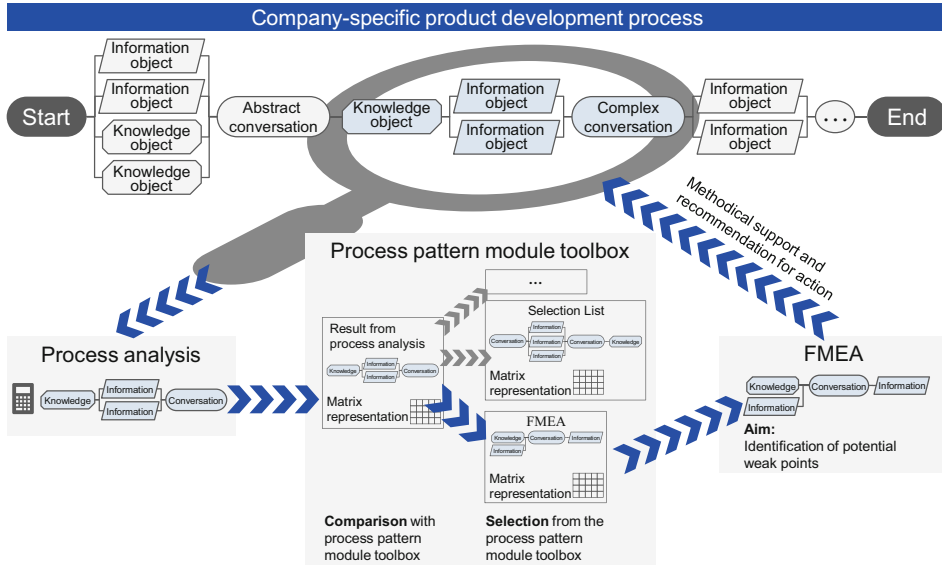 Company-specific product development process
Information
object
Information
object
Knowledge
object
Knowledge
object
Start
Abstract
conversation
Knowledge
object
Information
object
Information
object
Complex
conversation
Information
object
Information
object
...
End
Methodical support and
recommendation for action
Process analysis
Knowledge
Information
Information
Conversation
Process pattern module toolbox
Result from
process analysis
Knowledge
Information
Information
Conversation
Matrix
representation
...
Selection List
Conversation
Information
Information
Information
Conversation
Knowledge
Matrix
representation
FMEA
Knowledge
Information
Conversation
Information
Matrix
representation
Comparison with
process pattern
module toolbox
Selection from the
process pattern
module toolbox
FMEA
Knowledge
Information
Conversation
Information
Aim:
Identification of potential
weak points